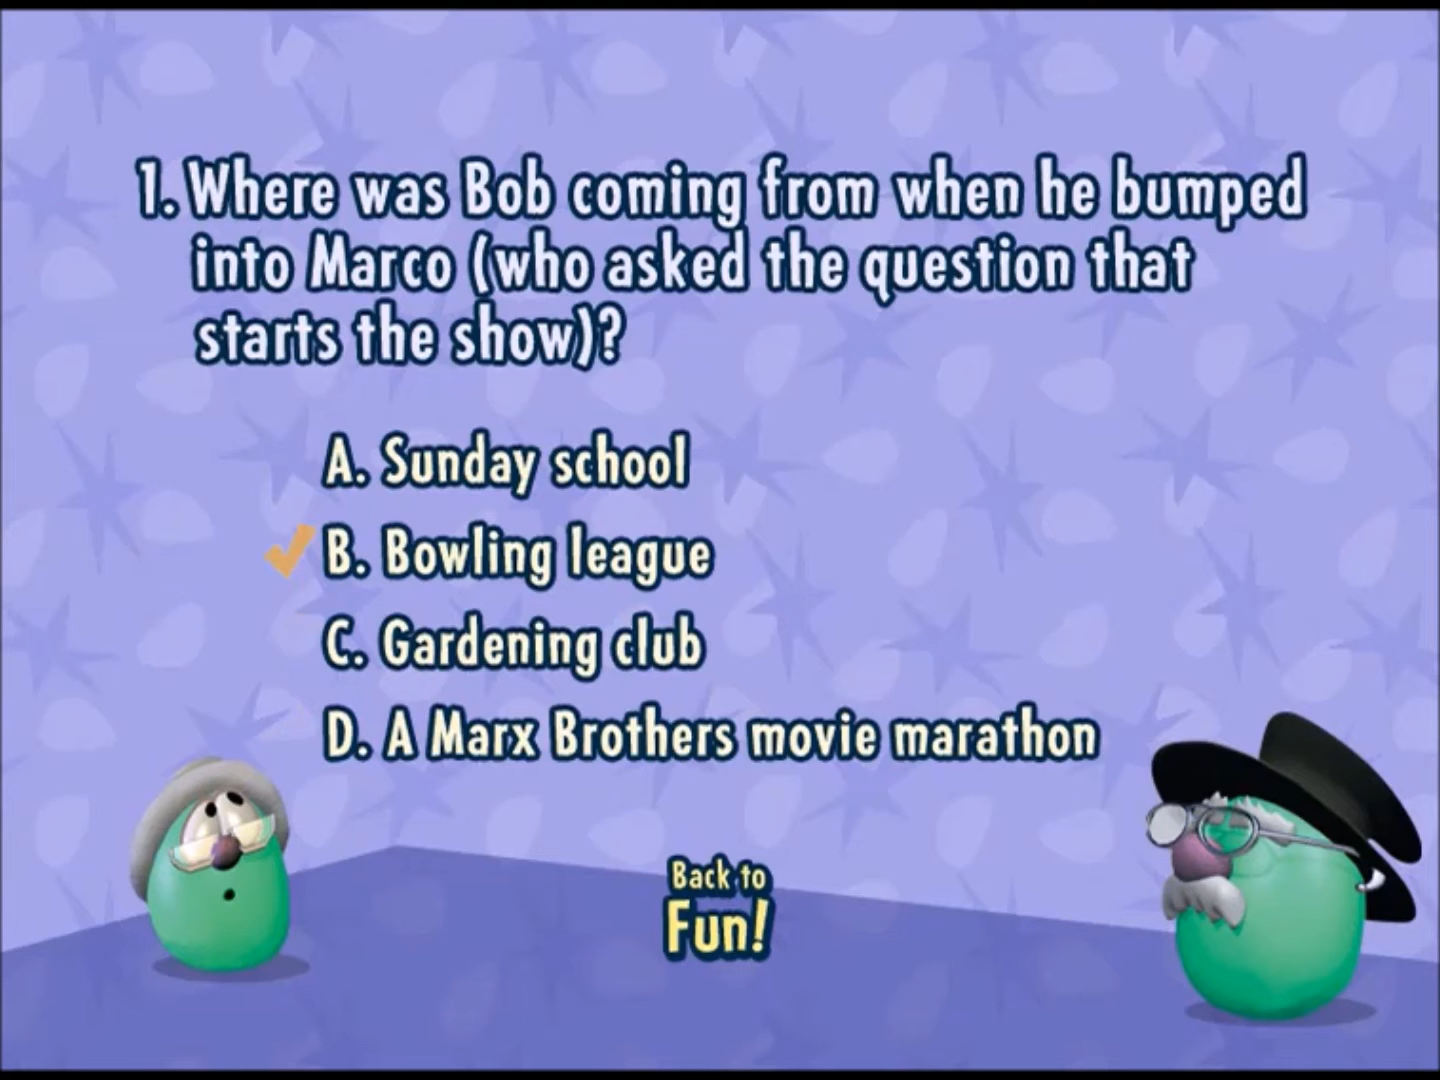 1. Where was Bob coming from when he bumped
into Marco (who asked the question that
starts the show)?
A. Sunday school
B. Bowling league
C. Gardening club
D. A Marx Brothers movie marathon
Back to
Fun!